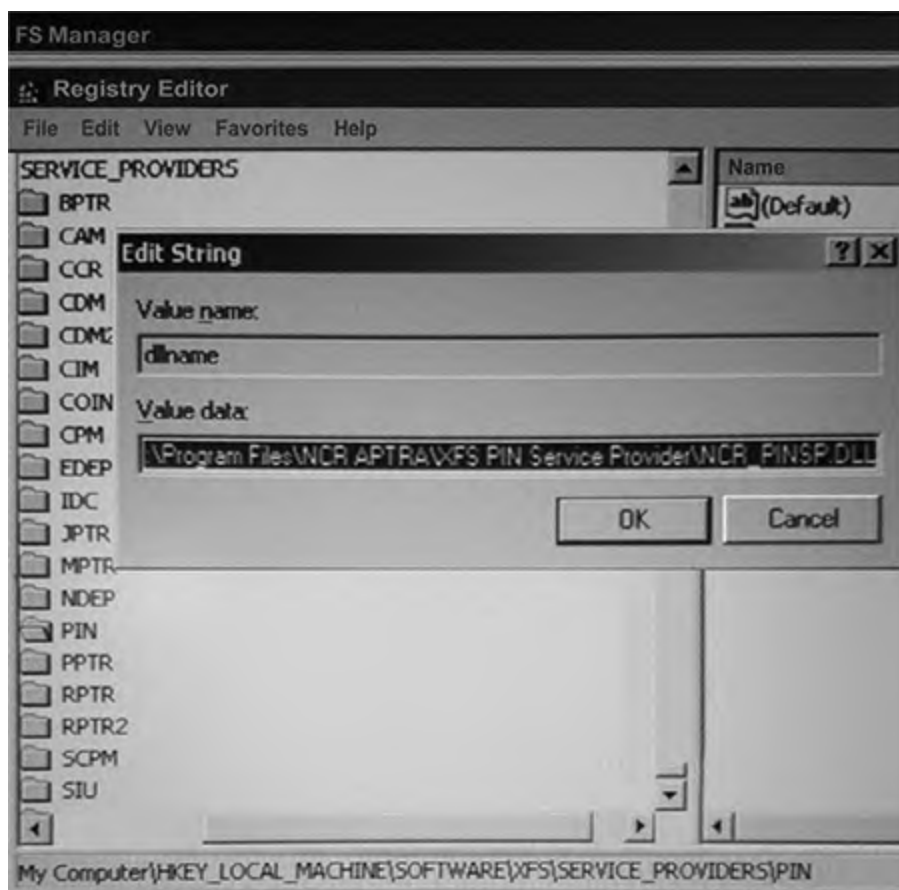 FS Manager
Registry Editor
File Edit View Favorites Help
SERVICE_PROVIDERS
Name
BPTR
(Default)
CAM
Edit String
CCR
CDM
Value name:
CDM2
dllname
CIM
COIN
Value data:
CPM
\Program Files\NCR APTRA\XFS PIN Service Provider\NCR_PINSP.DLL
EDEP
IDC
OK Cancel
JPTR
MPTR
NDEP
PIN
PPTR
RPTR
RPTR2
SCPM
SIU
My Computer\HKEY_LOCAL_MACHINE\SOFTWARE\XFS\SERVICE_PROVIDERS\PIN